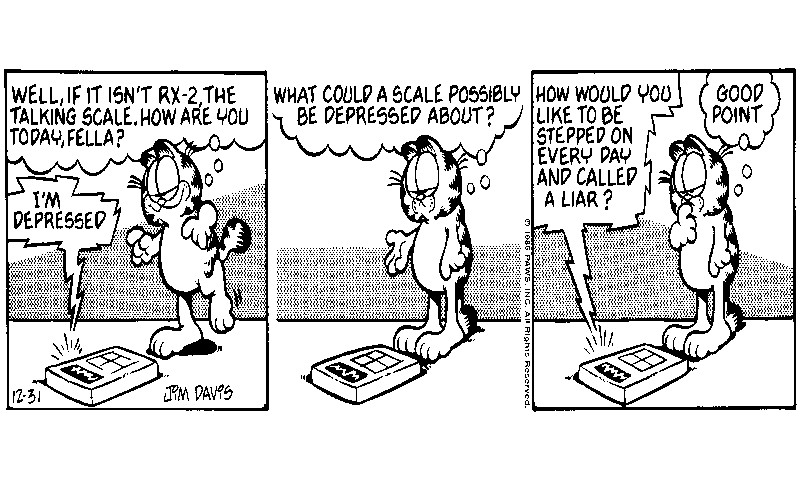 WELL, IF IT ISN'T RX-2, THE
TALKING SCALE. HOW ARE YOU
TODAY, FELLA?
I'M
DEPRESSED
12-31
JIM DAVIS
WHAT COULD A SCALE POSSIBLY
BE DEPRESSED ABOUT?
© 1985 PAWS, INC. All Rights Reserved.
HOW WOULD YOU
LIKE TO BE
STEPPED ON
EVERY DAY
AND CALLED
A LIAR?
GOOD
POINT